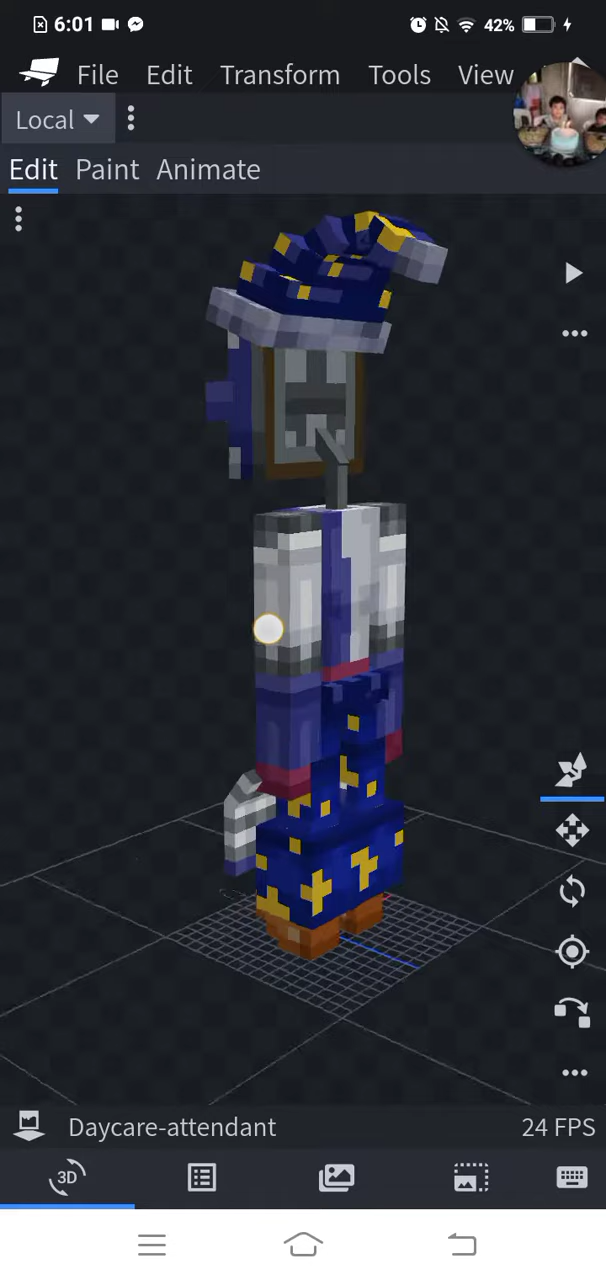 6:01 42%
File Edit Transform Tools View
Local
Edit Paint Animate
Daycare-attendant 24 FPS
3D